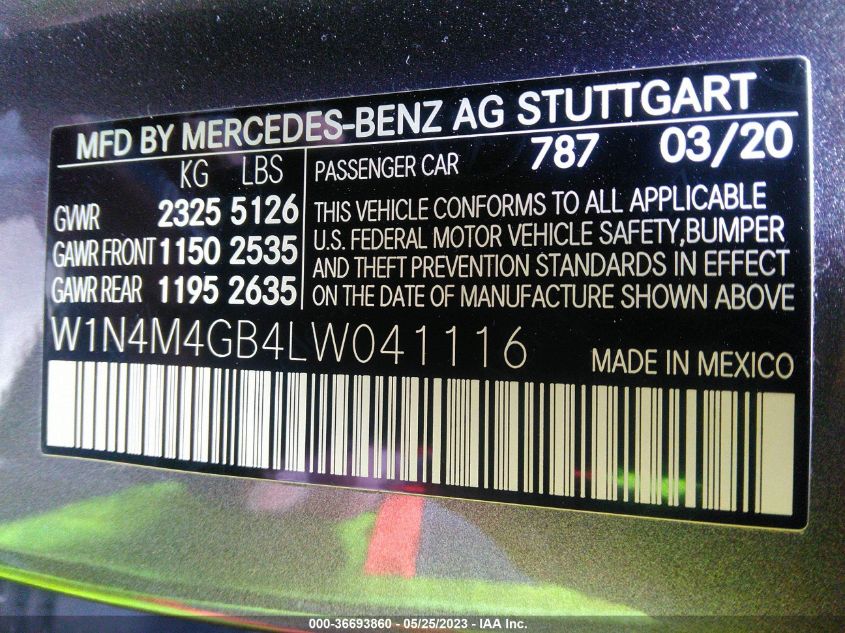 MFD BY MERCEDES-BENZ AG STUTTGART
KG LBS
GVWR 2325 5126
GAWR FRONT 1150 2535
GAWR REAR 1195 2635
PASSENGER CAR 787 03/20
THIS VEHICLE CONFORMS TO ALL APPLICABLE
U.S. FEDERAL MOTOR VEHICLE SAFETY,BUMPER
AND THEFT PREVENTION STANDARDS IN EFFECT
ON THE DATE OF MANUFACTURE SHOWN ABOVE
W1N4M4GB4LW041116
MADE IN MEXICO
000-36693860 - 05/25/2023 - IAA Inc.